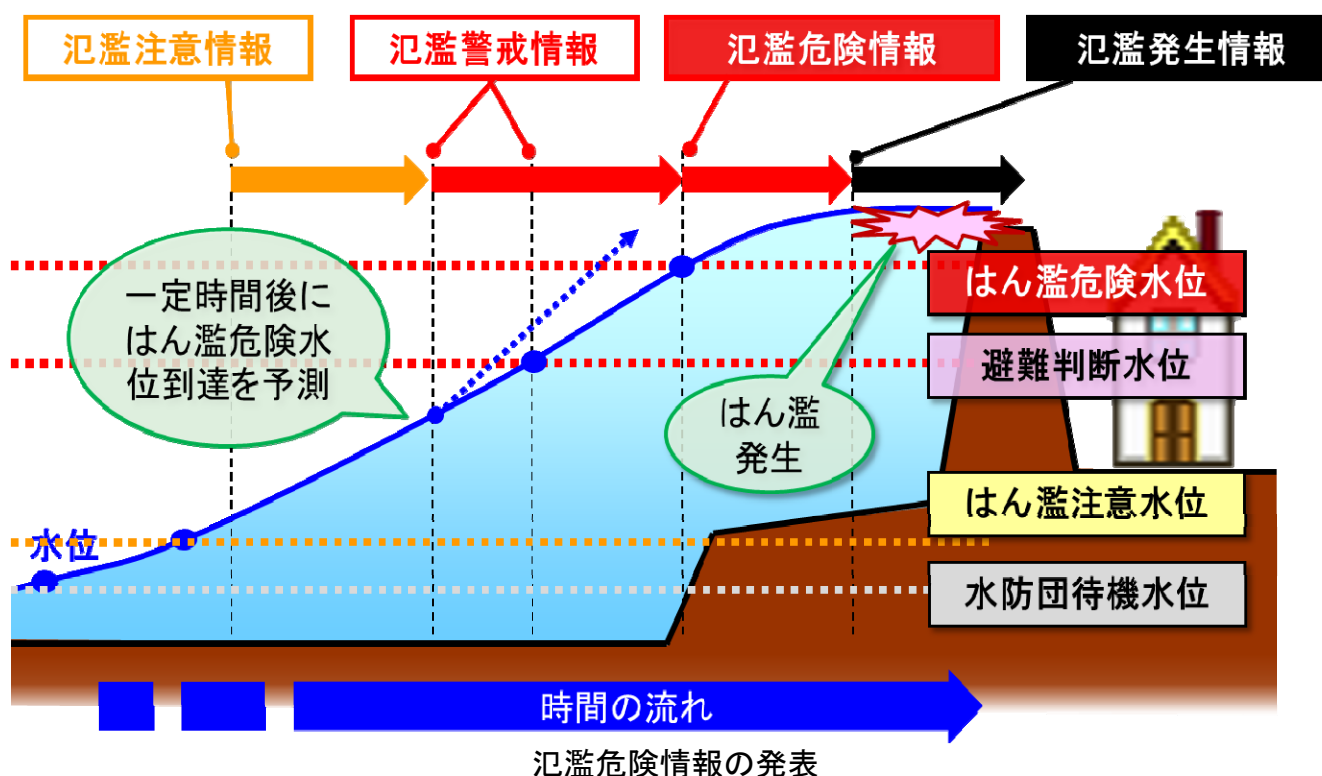 氾濫注意情報
氾濫警戒情報
氾濫危険情報
氾濫発生情報
一定時間後に
はん濫危険水
位到達を予測
はん濫
発生
はん濫危険水位
避難判断水位
はん濫注意水位
水防団待機水位
水位
時間の流れ
氾濫危険情報の発表